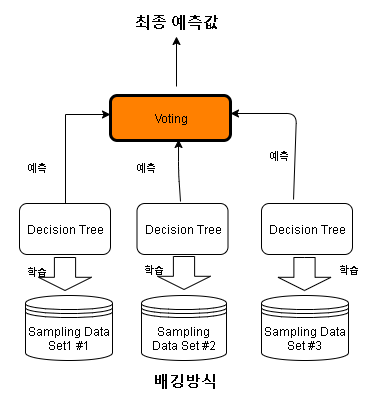 최종 예측값
Voting
예측
예측
예측
Decision Tree
Decision Tree
Decision Tree
학습
학습
학습
Sampling Data
Set1 #1
Sampling
Data Set #2
Sampling Data
Set #3
배깅방식